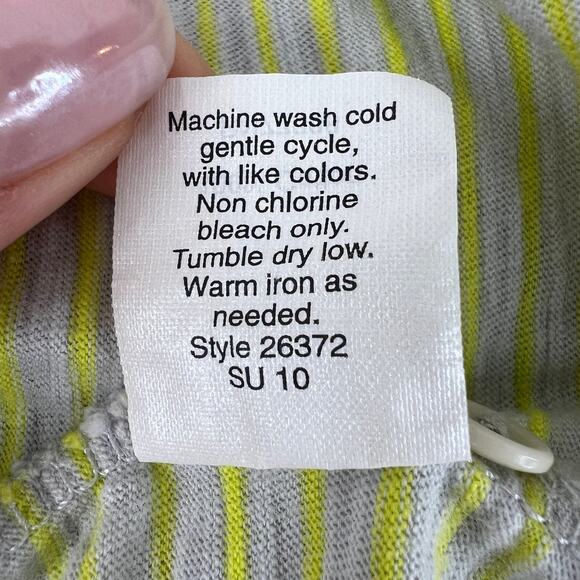 Machine wash cold
gentle cycle,
with like colors.
Non chlorine
bleach only.
Tumble dry low.
Warm iron as
needed.
Style 26372
SU 10